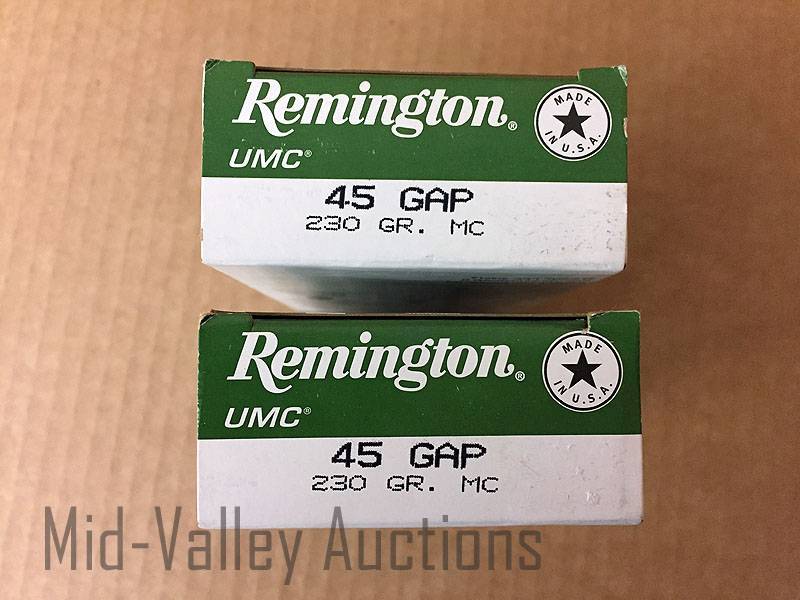 Remington®
UMC®
MADE IN U.S.A.
45 GAP
230 GR. MC
Remington®
UMC®
MADE IN U.S.A.
45 GAP
230 GR. MC
Mid-Valley Auctions